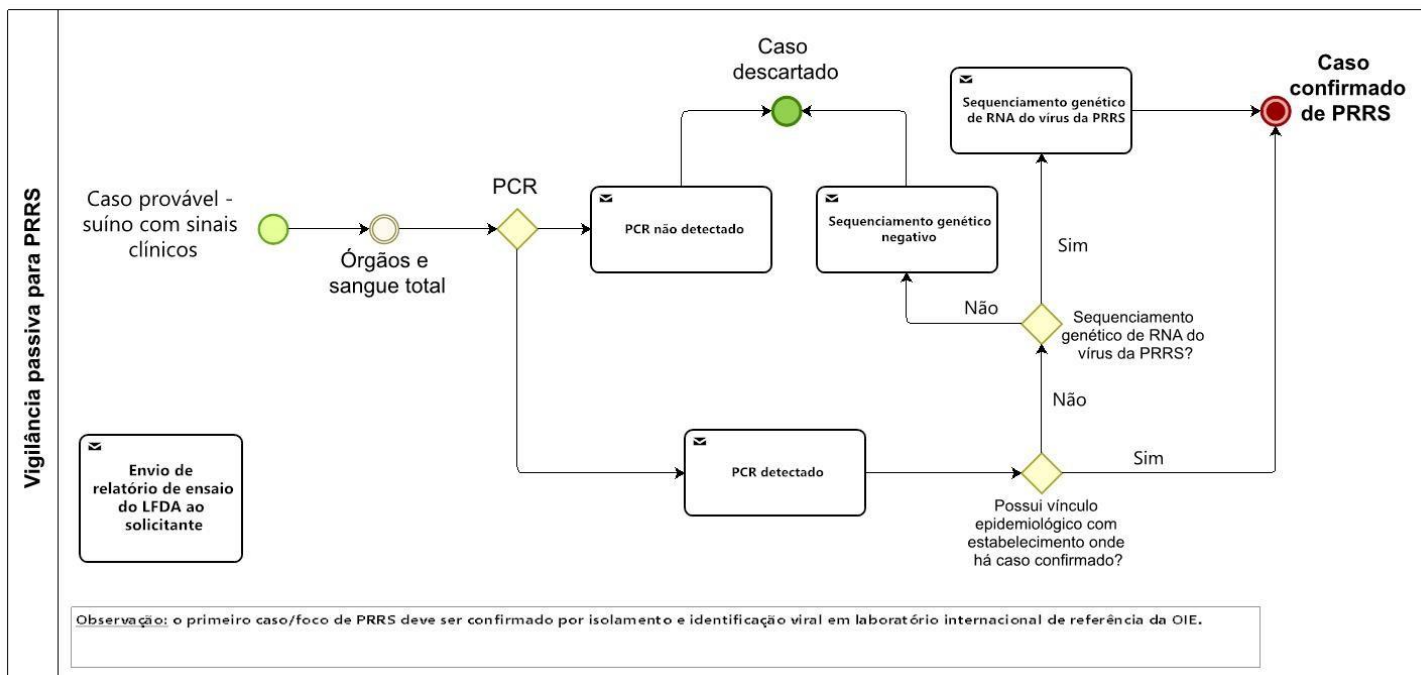 Vigilância passiva para PRRS
Caso provável -
suíno com sinais
clínicos
Órgãos e
sangue total
PCR
PCR não detectado
Caso
descartado
Sequenciamento genético
negativo
Sequenciamento genético
de RNA do vírus da PRRS
Caso
confirmado
de PRRS
Sim
Não
Sequenciamento
genético de RNA do
vírus da PRRS?
Não
PCR detectado
Sim
Possui vínculo
epidemiológico com
estabelecimento onde
há caso confirmado?
Envio de
relatório de ensaio
do LFDA ao
solicitante
Observação: o primeiro caso/foco de PRRS deve ser confirmado por isolamento e identificação viral em laboratório internacional de referência da OIE.